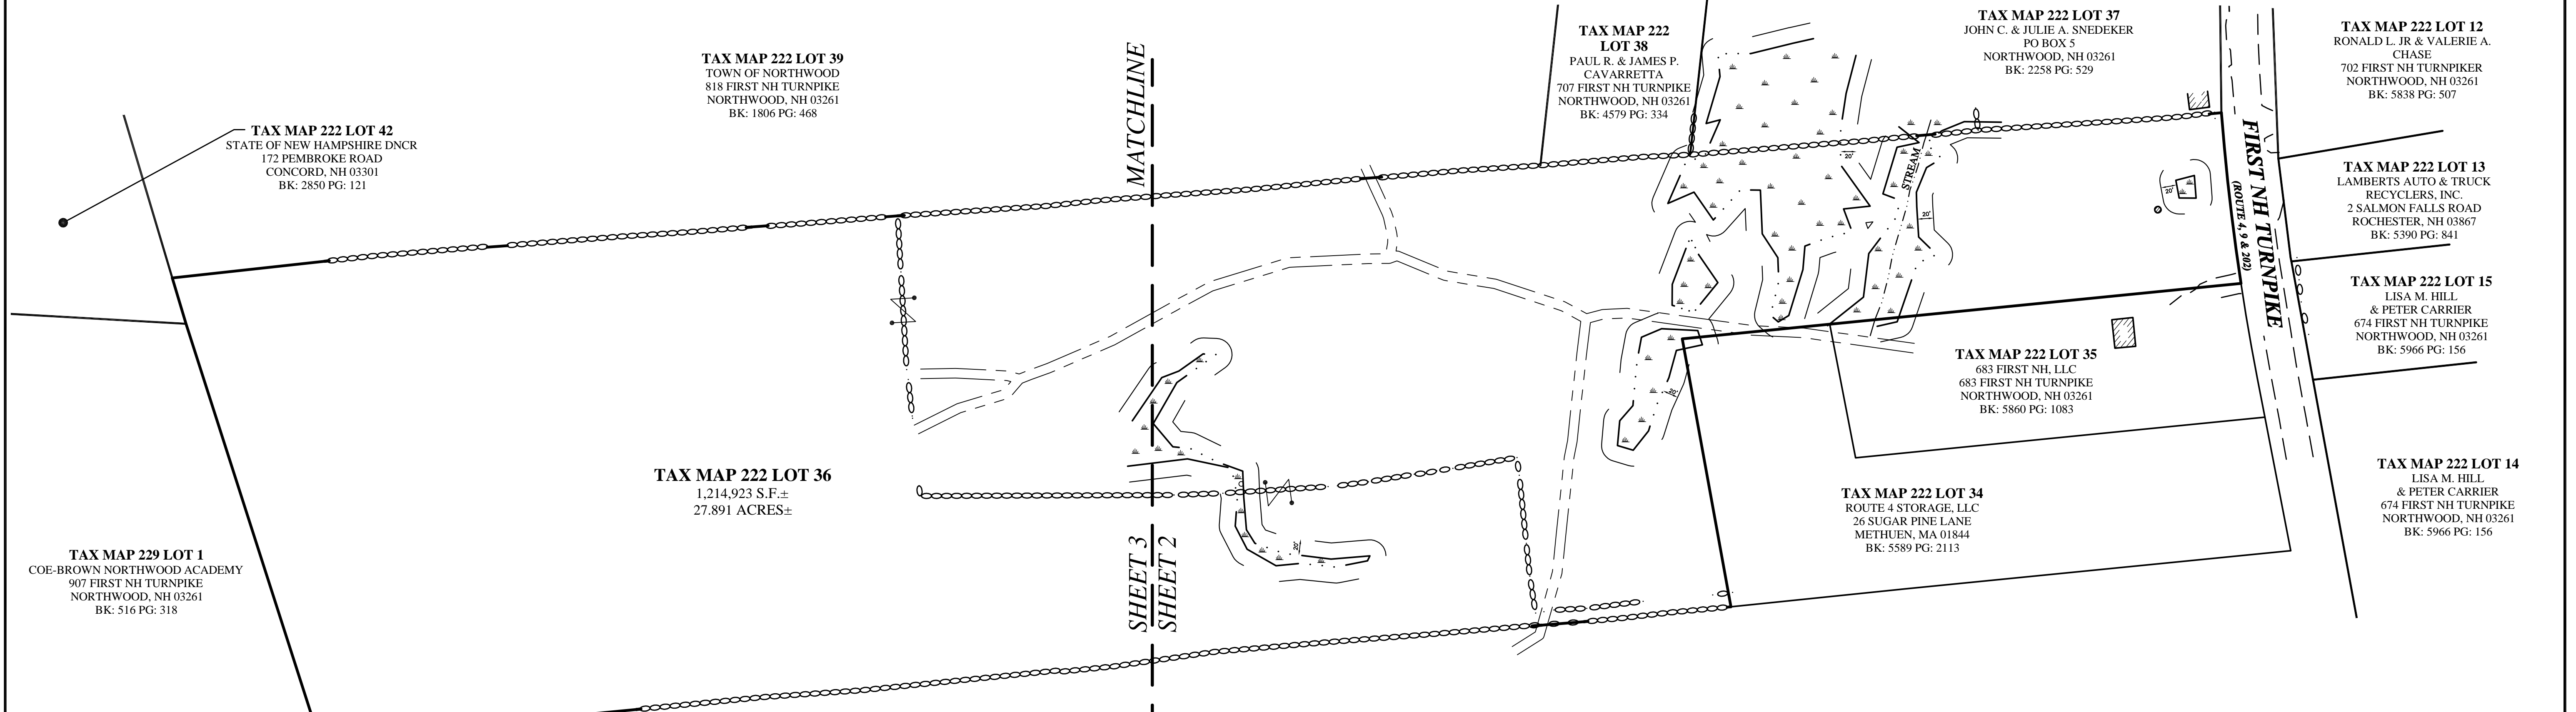 TAX MAP 222 LOT 42
STATE OF NEW HAMPSHIRE DNCR
172 PEMBROKE ROAD
CONCORD, NH 03301
BK: 2850 PG: 121
TAX MAP 222 LOT 39
TOWN OF NORTHWOOD
818 FIRST NH TURNPIKE
NORTHWOOD, NH 03261
BK: 1806 PG: 468
MATCHLINE
TAX MAP 222
LOT 38
PAUL R. & JAMES P.
CAVARRETTA
707 FIRST NH TURNPIKE
NORTHWOOD, NH 03261
BK: 4579 PG: 334
TAX MAP 222 LOT 37
JOHN C. & JULIE A. SNEDEKER
PO BOX 5
NORTHWOOD, NH 03261
BK: 2258 PG: 529
TAX MAP 222 LOT 12
RONALD L. JR & VALERIE A.
CHASE
702 FIRST NH TURNPIKER
NORTHWOOD, NH 03261
BK: 5838 PG: 507
TAX MAP 222 LOT 13
LAMBERTS AUTO & TRUCK
RECYCLERS, INC.
2 SALMON FALLS ROAD
ROCHESTER, NH 03867
BK: 5390 PG: 841
FIRST NH TURNPIKE
(ROUTE 4, 9 & 202)
20'
STREAM
20'
20'
TAX MAP 222 LOT 15
LISA M. HILL
& PETER CARRIER
674 FIRST NH TURNPIKE
NORTHWOOD, NH 03261
BK: 5966 PG: 156
TAX MAP 222 LOT 35
683 FIRST NH, LLC
683 FIRST NH TURNPIKE
NORTHWOOD, NH 03261
BK: 5860 PG: 1083
20'
TAX MAP 222 LOT 36
1,214,923 S.F.±
27.891 ACRES±
TAX MAP 222 LOT 34
ROUTE 4 STORAGE, LLC
26 SUGAR PINE LANE
METHUEN, MA 01844
BK: 5589 PG: 2113
TAX MAP 222 LOT 14
LISA M. HILL
& PETER CARRIER
674 FIRST NH TURNPIKE
NORTHWOOD, NH 03261
BK: 5966 PG: 156
TAX MAP 229 LOT 1
COE-BROWN NORTHWOOD ACADEMY
907 FIRST NH TURNPIKE
NORTHWOOD, NH 03261
BK: 516 PG: 318
SHEET 3
SHEET 2
20'